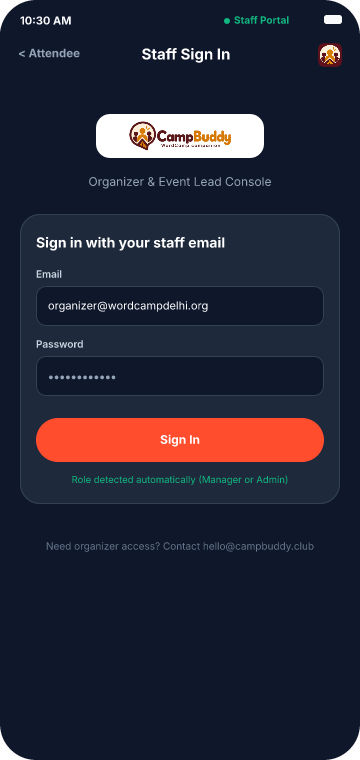 10:30 AM
Staff Portal
< Attendee
Staff Sign In
CampBuddy
WordCamp Companion
Organizer & Event Lead Console
Sign in with your staff email
Email
organizer@wordcampdelhi.org
Password
••••••••••••
Sign In
Role detected automatically (Manager or Admin)
Need organizer access? Contact hello@campbuddy.club